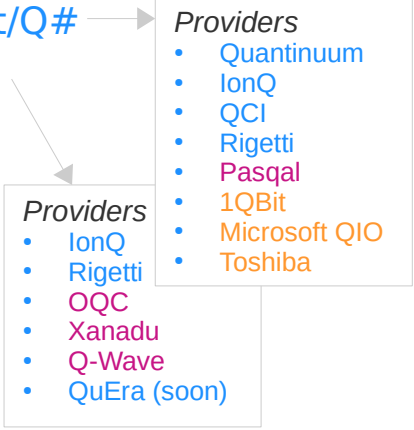 t/Q#
Providers
• Quantinuum
• IonQ
• QCI
• Rigetti
• Pasqal
• 1QBit
• Microsoft QIO
• Toshiba
Providers
• IonQ
• Rigetti
• OQC
• Xanadu
• Q-Wave
• QuEra (soon)